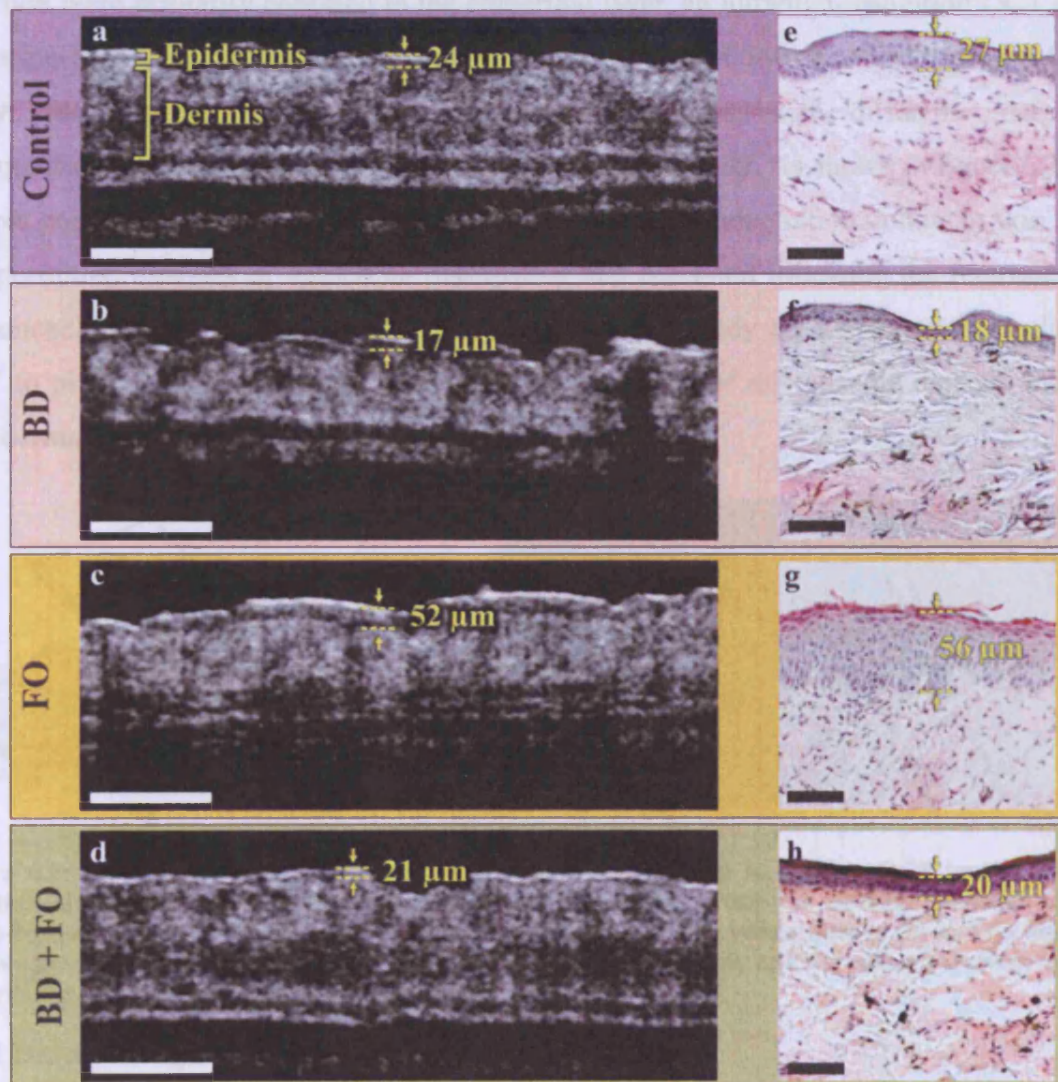 Control
a
Epidermis
24 µm
Dermis
e
27 µm
BD
b
17 µm
f
18 µm
FO
c
52 µm
g
56 µm
BD + FO
d
21 µm
h
20 µm